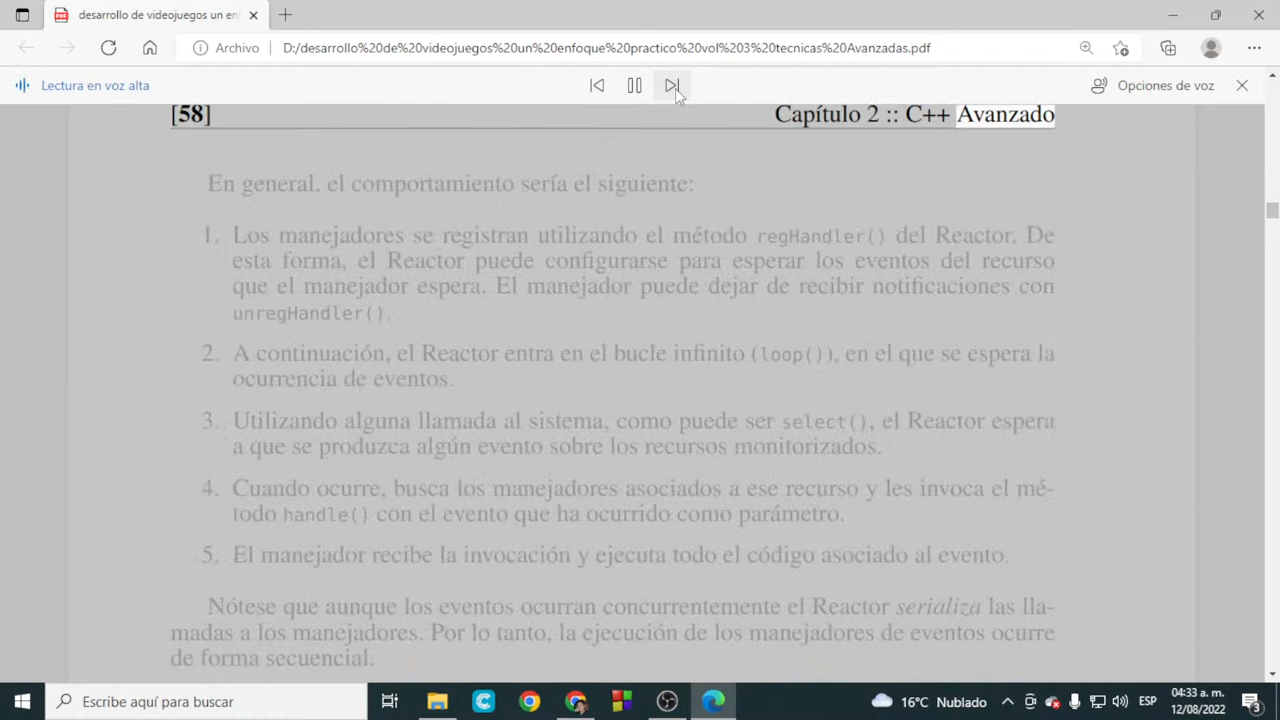 desarrollo de videojuegos un en
Archivo
D:/desarrollo%20de%20videojuegos%20un%20enfoque%20practico%20vol%203%20tecnicas%20Avanzadas.pdf
Lectura en voz alta
Opciones de voz
[58] Capítulo 2 :: C++ Avanzado
En general, el comportamiento sería el siguiente:
1. Los manejadores se registran utilizando el método regHandler() del Reactor. De
esta forma, el Reactor puede configurarse para esperar los eventos del recurso
que el manejador espera. El manejador puede dejar de recibir notificaciones con
unregHandler().
2. A continuación, el Reactor entra en el bucle infinito (loop()), en el que se espera la
ocurrencia de eventos.
3. Utilizando alguna llamada al sistema, como puede ser select(), el Reactor espera
a que se produzca algún evento sobre los recursos monitorizados.
4. Cuando ocurre, busca los manejadores asociados a ese recurso y les invoca el mé-
todo handle() con el evento que ha ocurrido como parámetro.
5. El manejador recibe la invocación y ejecuta todo el código asociado al evento.
Nótese que aunque los eventos ocurran concurrentemente el Reactor serializa las lla-
madas a los manejadores. Por lo tanto, la ejecución de los manejadores de eventos ocurre
de forma secuencial.
Escribe aquí para buscar
16°C Nublado
ESP
04:33 a. m.
12/08/2022
3